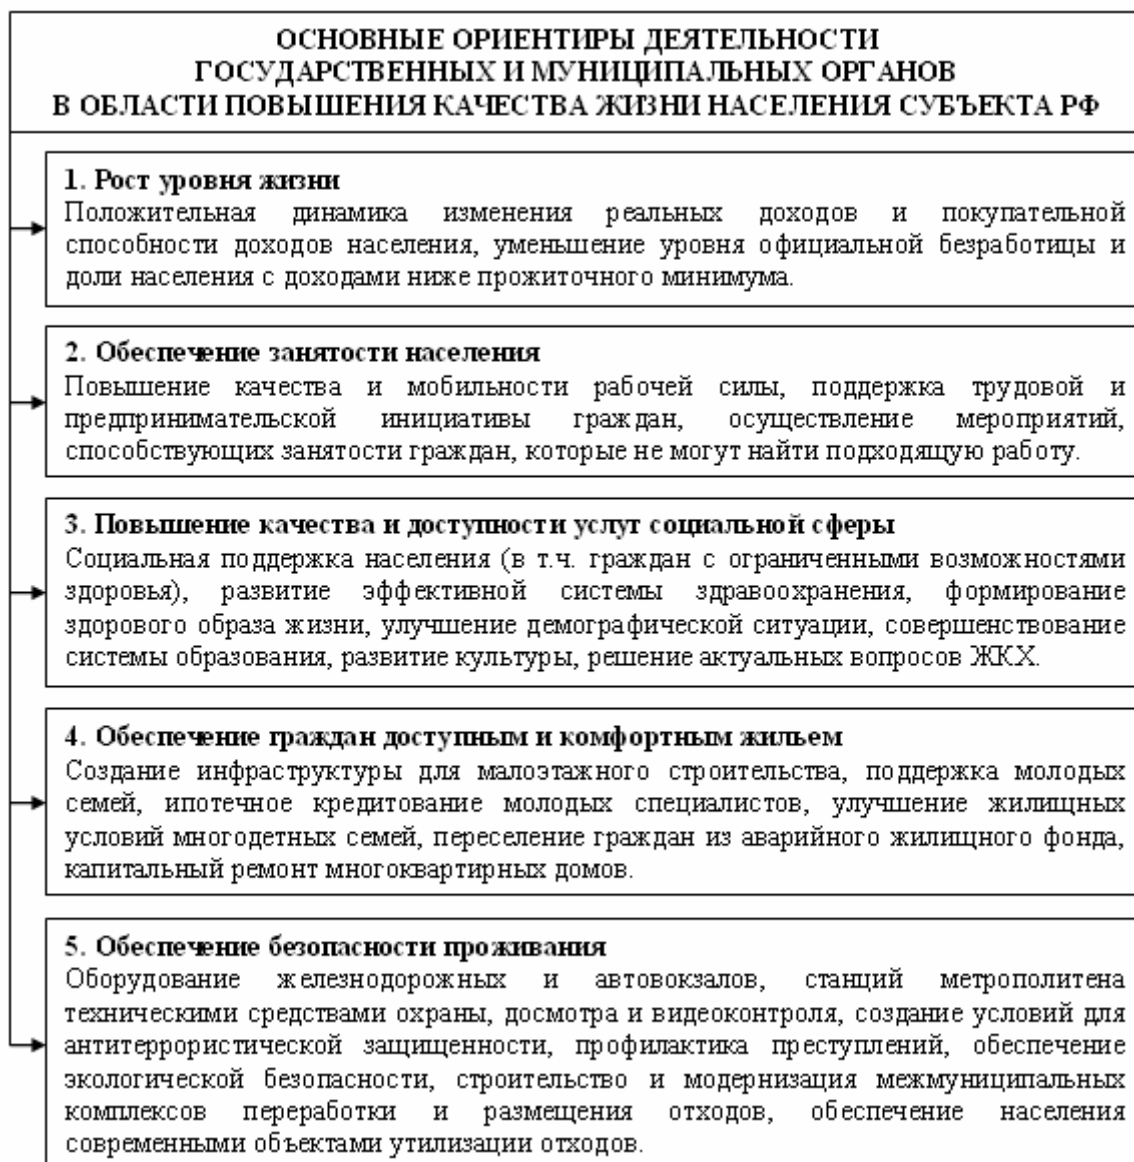 ОСНОВНЫЕ ОРИЕНТИРЫ ДЕЯТЕЛЬНОСТИ
ГОСУДАРСТВЕННЫХ И МУНИЦИПАЛЬНЫХ ОРГАНОВ
В ОБЛАСТИ ПОВЫШЕНИЯ КАЧЕСТВА ЖИЗНИ НАСЕЛЕНИЯ СУБЪЕКТА РФ
1. Рост уровня жизни
Положительная динамика изменения реальных доходов и покупательной
способности доходов населения, уменьшение уровня официальной безработицы и
доли населения с доходами ниже прожиточного минимума.
2. Обеспечение занятости населения
Повышение качества и мобильности рабочей силы, поддержка трудовой и
предпринимательской инициативы граждан, осуществление мероприятий,
способствующих занятости граждан, которые не могут найти подходящую работу.
3. Повышение качества и доступности услуг социальной сферы
Социальная поддержка населения (в т.ч. граждан с ограниченными возможностями
здоровья), развитие эффективной системы здравоохранения, формирование
здорового образа жизни, улучшение демографической ситуации, совершенствование
системы образования, развитие культуры, решение актуальных вопросов ЖКХ.
4. Обеспечение граждан доступным и комфортным жильем
Создание инфраструктуры для малоэтажного строительства, поддержка молодых
семей, ипотечное кредитование молодых специалистов, улучшение жилищных
условий многодетных семей, переселение граждан из аварийного жилищного фонда,
капитальный ремонт многоквартирных домов.
5. Обеспечение безопасности проживания
Оборудование железнодорожных и автовокзалов, станций метрополитена
техническими средствами охраны, досмотра и видеоконтроля, создание условий для
антитеррористической защищенности, профилактика преступлений, обеспечение
экологической безопасности, строительство и модернизация межмуниципальных
комплексов переработки и размещения отходов, обеспечение населения
современными объектами утилизации отходов.